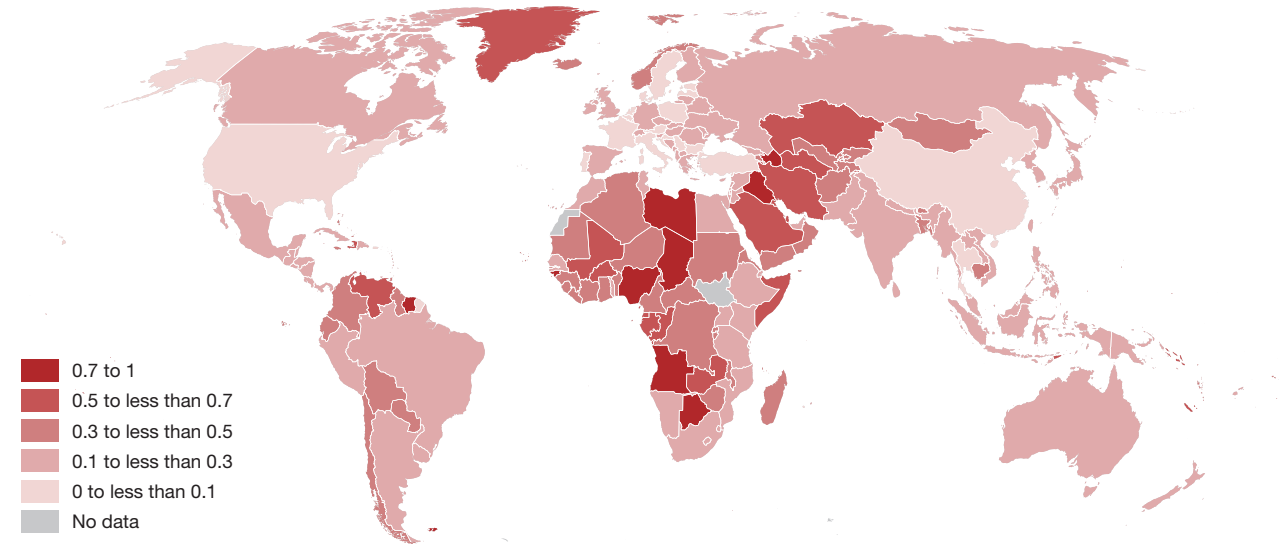 0.7 to 1
0.5 to less than 0.7
0.3 to less than 0.5
0.1 to less than 0.3
0 to less than 0.1
No data